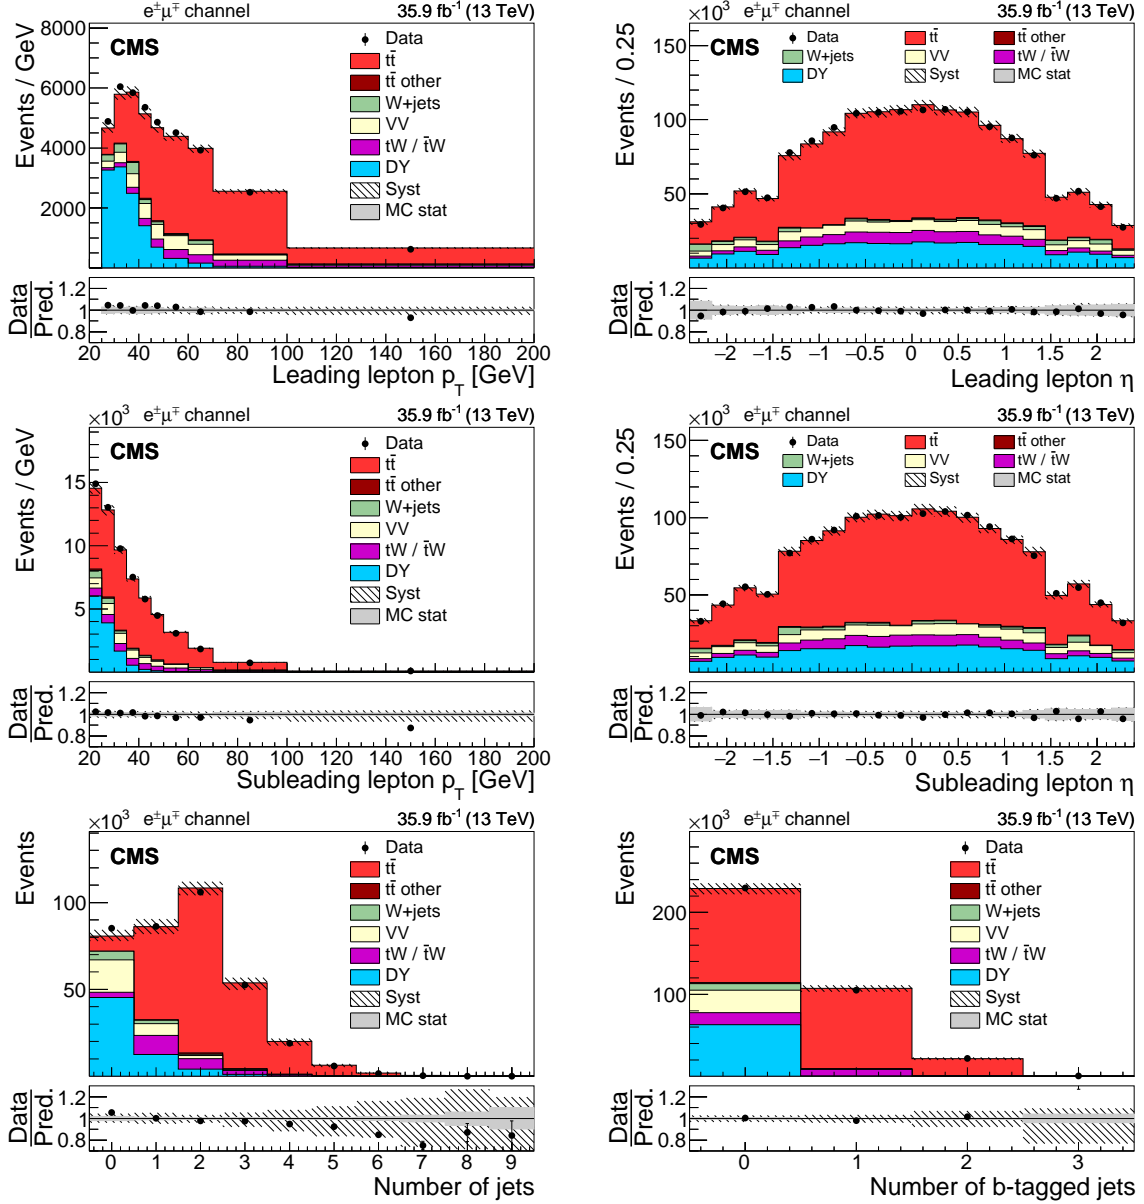 e±μ∓ channel 35.9 fb⁻¹ (13 TeV)
8000
6000
4000
2000
Events / GeV
CMS
Data
tt̄
tt̄ other
W+jets
VV
tW / t̄W
DY
Syst
MC stat
Data
Pred.
1.2
1
0.8
20 40 60 80 100 120 140 160 180 200
Leading lepton p_T [GeV]
×10³ e±μ∓ channel 35.9 fb⁻¹ (13 TeV)
150
100
50
Events / 0.25
CMS
Data tt̄ tt̄ other
W+jets VV tW / t̄W
DY Syst MC stat
Data
Pred.
1.2
1
0.8
−2 −1.5 −1 −0.5 0 0.5 1 1.5 2
Leading lepton η
×10³ e±μ∓ channel 35.9 fb⁻¹ (13 TeV)
15
10
5
Events / GeV
CMS
Data
tt̄
tt̄ other
W+jets
VV
tW / t̄W
DY
Syst
MC stat
Data
Pred.
1.2
1
0.8
20 40 60 80 100 120 140 160 180 200
Subleading lepton p_T [GeV]
×10³ e±μ∓ channel 35.9 fb⁻¹ (13 TeV)
150
100
50
Events / 0.25
CMS
Data tt̄ tt̄ other
W+jets VV tW / t̄W
DY Syst MC stat
Data
Pred.
1.2
1
0.8
−2 −1.5 −1 −0.5 0 0.5 1 1.5 2
Subleading lepton η
×10³ e±μ∓ channel 35.9 fb⁻¹ (13 TeV)
100
50
Events
CMS
Data
tt̄
tt̄ other
W+jets
VV
tW / t̄W
DY
Syst
MC stat
Data
Pred.
1.2
1
0.8
0 1 2 3 4 5 6 7 8 9
Number of jets
×10³ e±μ∓ channel 35.9 fb⁻¹ (13 TeV)
200
100
0
Events
CMS
Data
tt̄
tt̄ other
W+jets
VV
tW / t̄W
DY
Syst
MC stat
Data
Pred.
1.2
1
0.8
0 1 2 3
Number of b-tagged jets